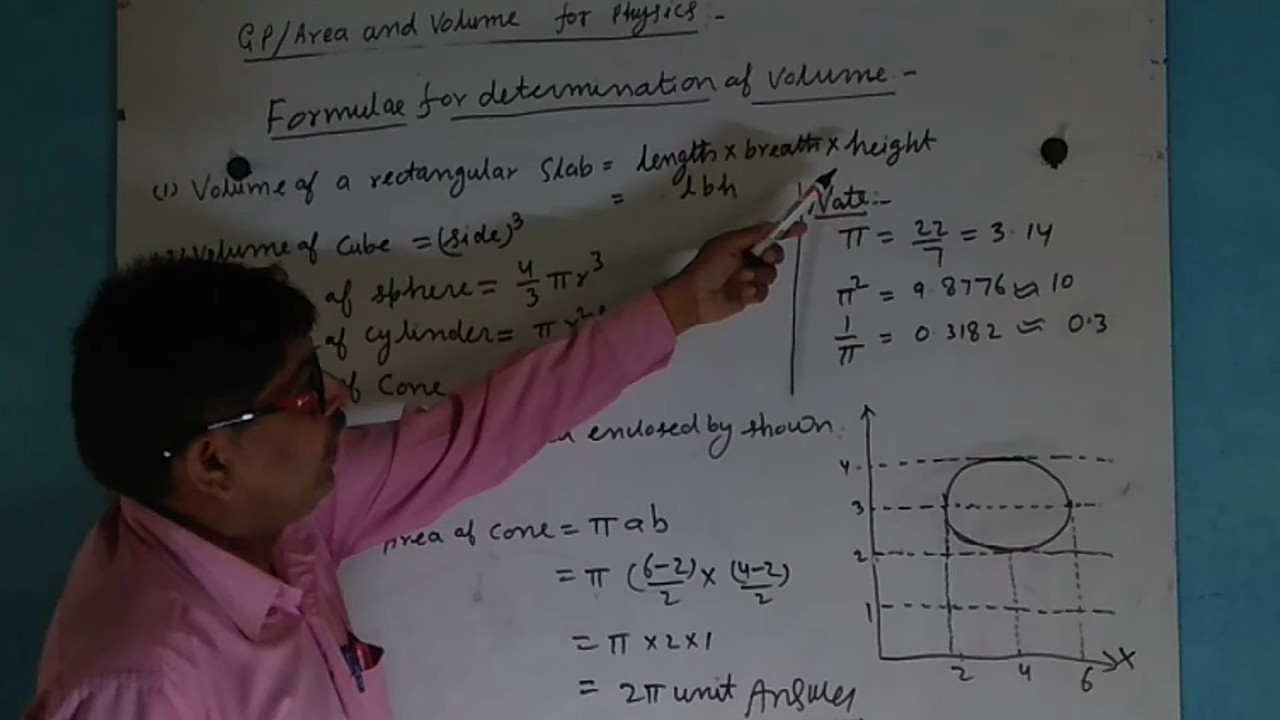 GP/Area and Volume for Physics -
Formulae for determination of volume -
(1) Volume of a rectangular Slab = length x breath x height
= lbh
Volume of Cube = (side)³
of sphere = 4/3 πr³
of cylinder = πr²
of Cone
Note:-
π = 22/7 = 3.14
π² = 9.8776 ≈ 10
1/π = 0.3182 ≈ 0.3
enclosed by shown.
Area of cone = πab
= π (6-2)/2 x (4-2)/2
= π x 2 x 1
= 2π unit Answer
4
3
2
1
2 4 6 X